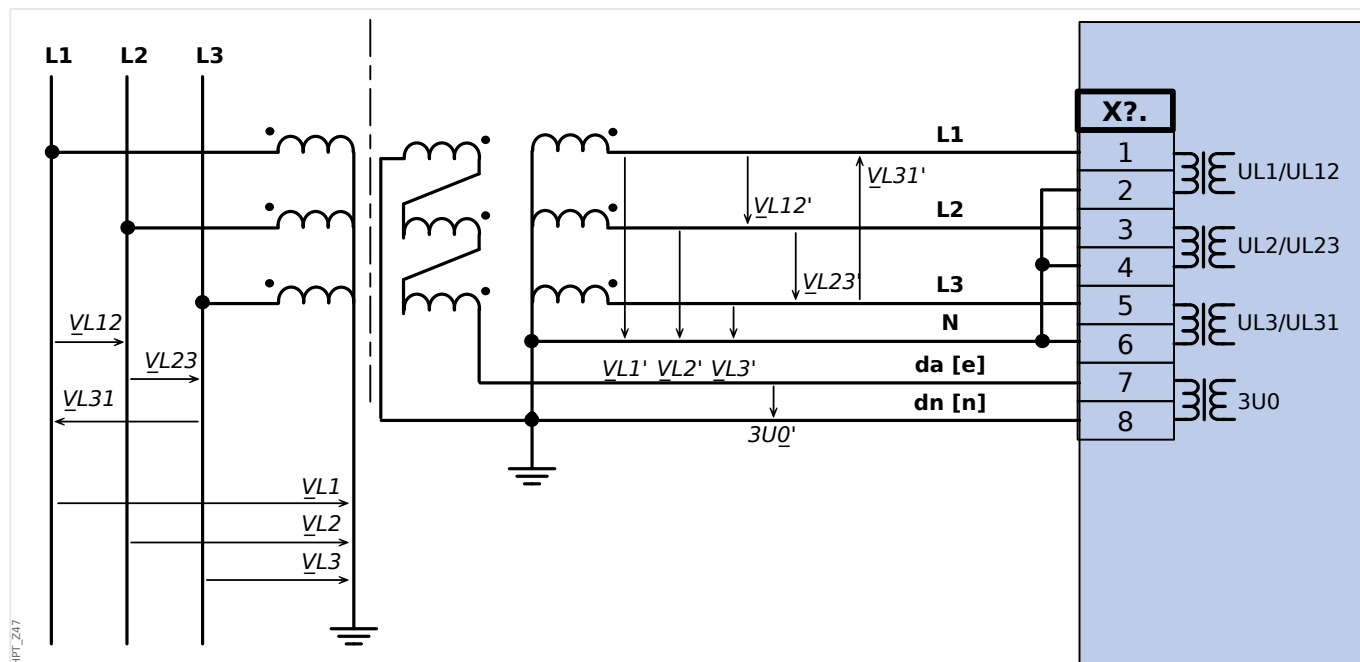 L1 L2 L3
X?.
L1
1
UL1/UL12
VL31'
2
VL12'
L2
3
UL2/UL23
4
VL23'
L3
5
N
UL3/UL31
VL12
6
VL23
VL1' VL2' VL3'
da [e]
7
VL31
dn [n]
3U0
8
3U0'
VL1
VL2
VL3